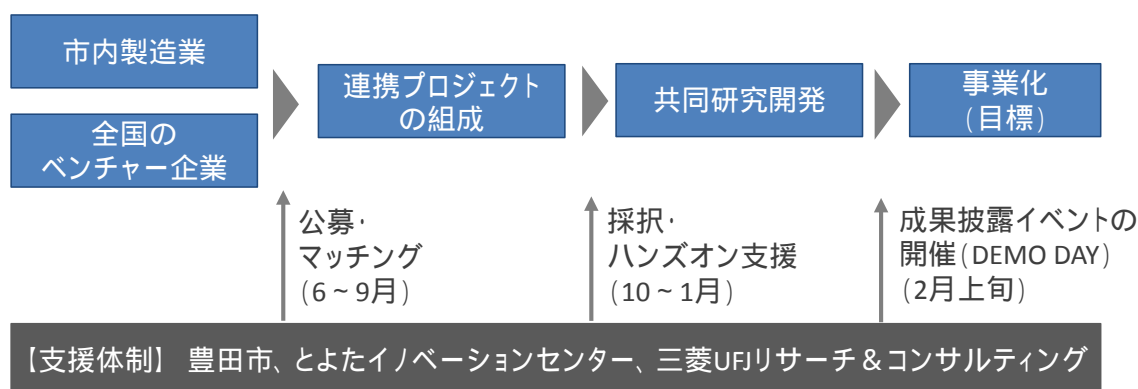 市内製造業
全国の
ベンチャー企業
連携プロジェクト
の組成
共同研究開発
事業化
(目標)
公募・
マッチング
(6~9月)
採択・
ハンズオン支援
(10~1月)
成果披露イベントの
開催(DEMO DAY)
(2月上旬)
【支援体制】 豊田市、とよたイノベーションセンター、三菱UFJリサーチ&コンサルティング